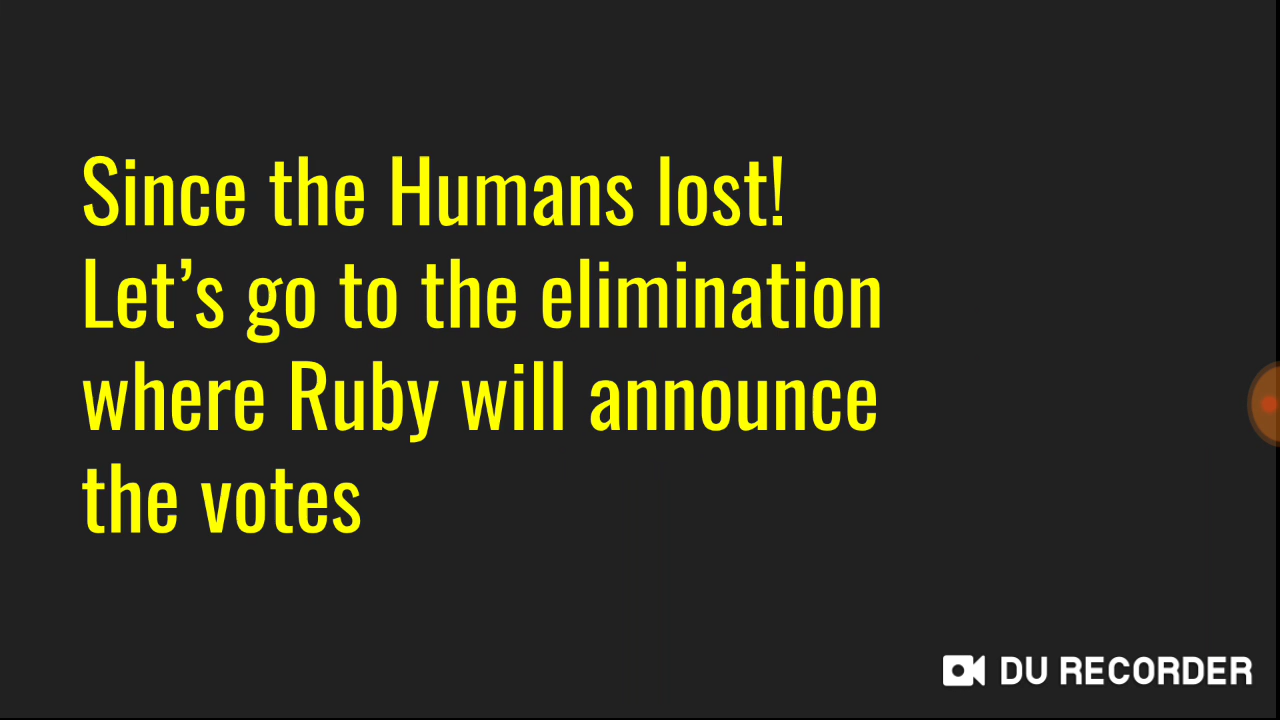 Since the Humans lost!
Let’s go to the elimination
where Ruby will announce
the votes
DU RECORDER